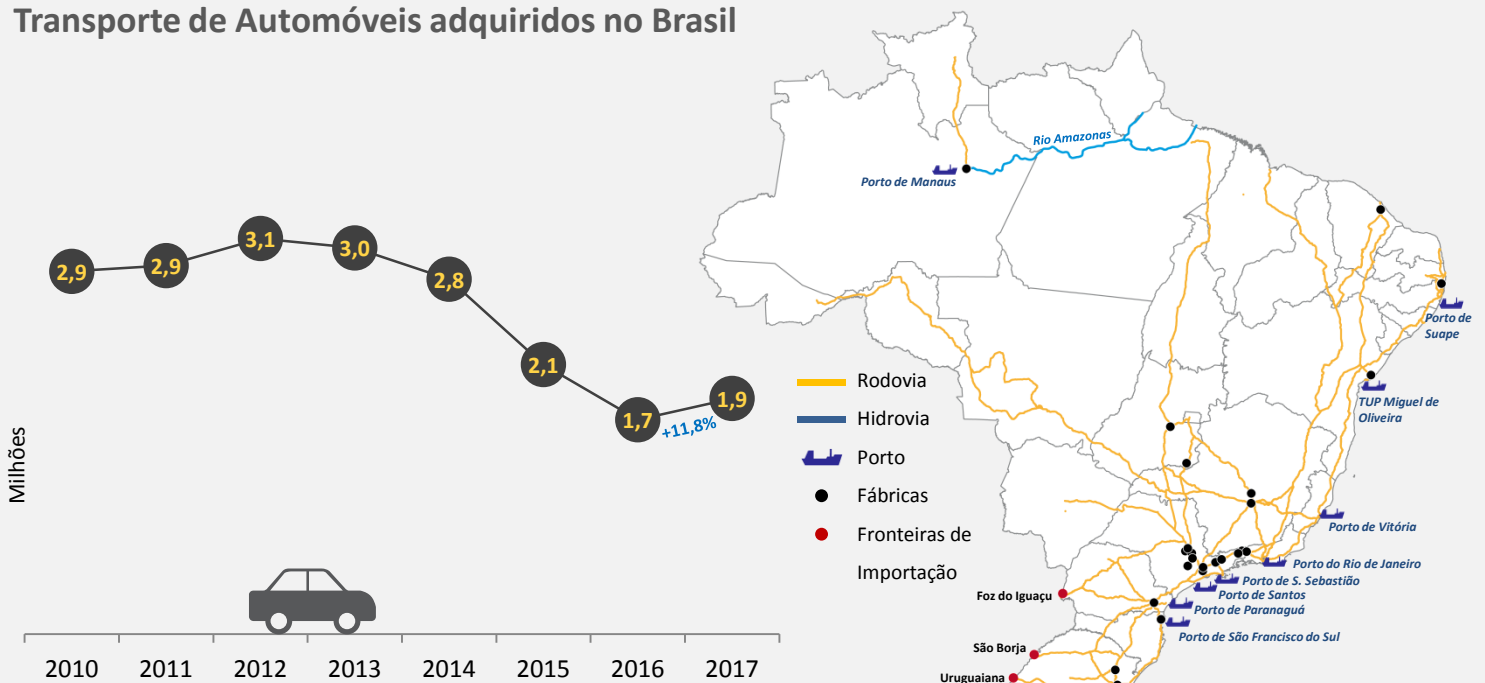 Transporte de Automóveis adquiridos no Brasil
Milhões
2,9
2,9
3,1
3,0
2,8
2,1
1,7
+11,8%
1,9
2010
2011
2012
2013
2014
2015
2016
2017
Rodovia
Hidrovia
Porto
Fábricas
Fronteiras de
Importação
Rio Amazonas
Porto de Manaus
Porto de
Suape
TUP Miguel de
Oliveira
Porto de Vitória
Porto do Rio de Janeiro
Porto de S. Sebastião
Porto de Santos
Porto de Paranaguá
Porto de São Francisco do Sul
Foz do Iguaçu
São Borja
Uruguaiana